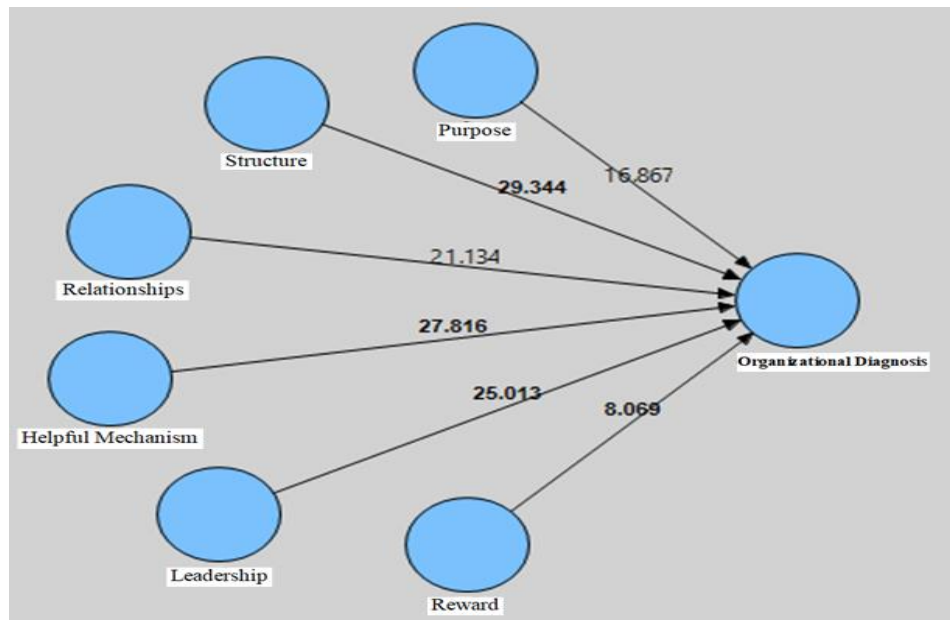 Purpose
Structure
16.867
29.344
Relationships
21.134
27.816
Organizational Diagnosis
Helpful Mechanism
25.013
8.069
Leadership
Reward